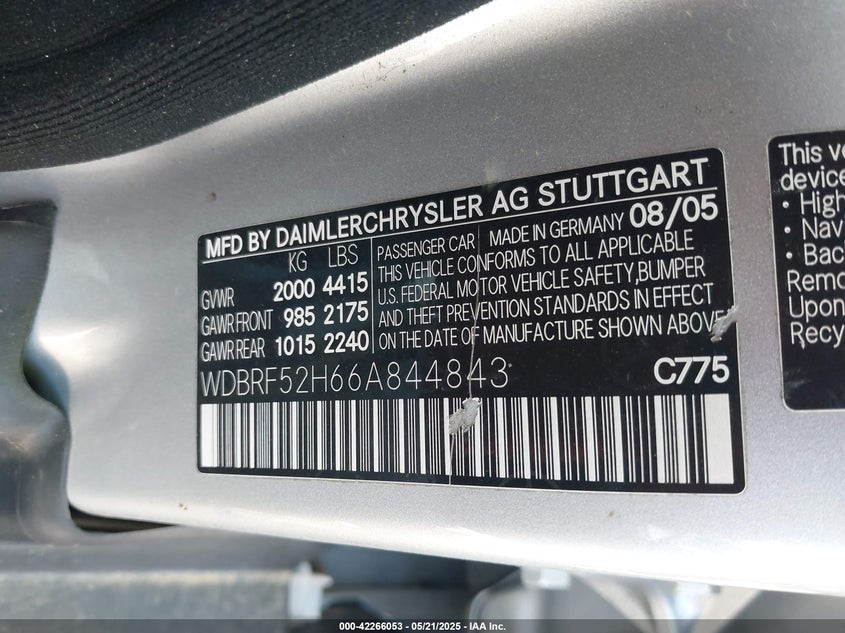 MFD BY DAIMLERCHRYSLER AG STUTTGART
KG LBS
GVWR 2000 4415
GAWR FRONT 985 2175
GAWR REAR 1015 2240
PASSENGER CAR MADE IN GERMANY 08/05
THIS VEHICLE CONFORMS TO ALL APPLICABLE
U.S. FEDERAL MOTOR VEHICLE SAFETY,BUMPER
AND THEFT PREVENTION STANDARDS IN EFFECT
ON THE DATE OF MANUFACTURE SHOWN ABOVE
WDBRF52H66A844843 C775
This ve
device
• High
• Nav
• Bac
Remo
Upon
Recy
000-42266053 - 05/21/2025 - IAA Inc.